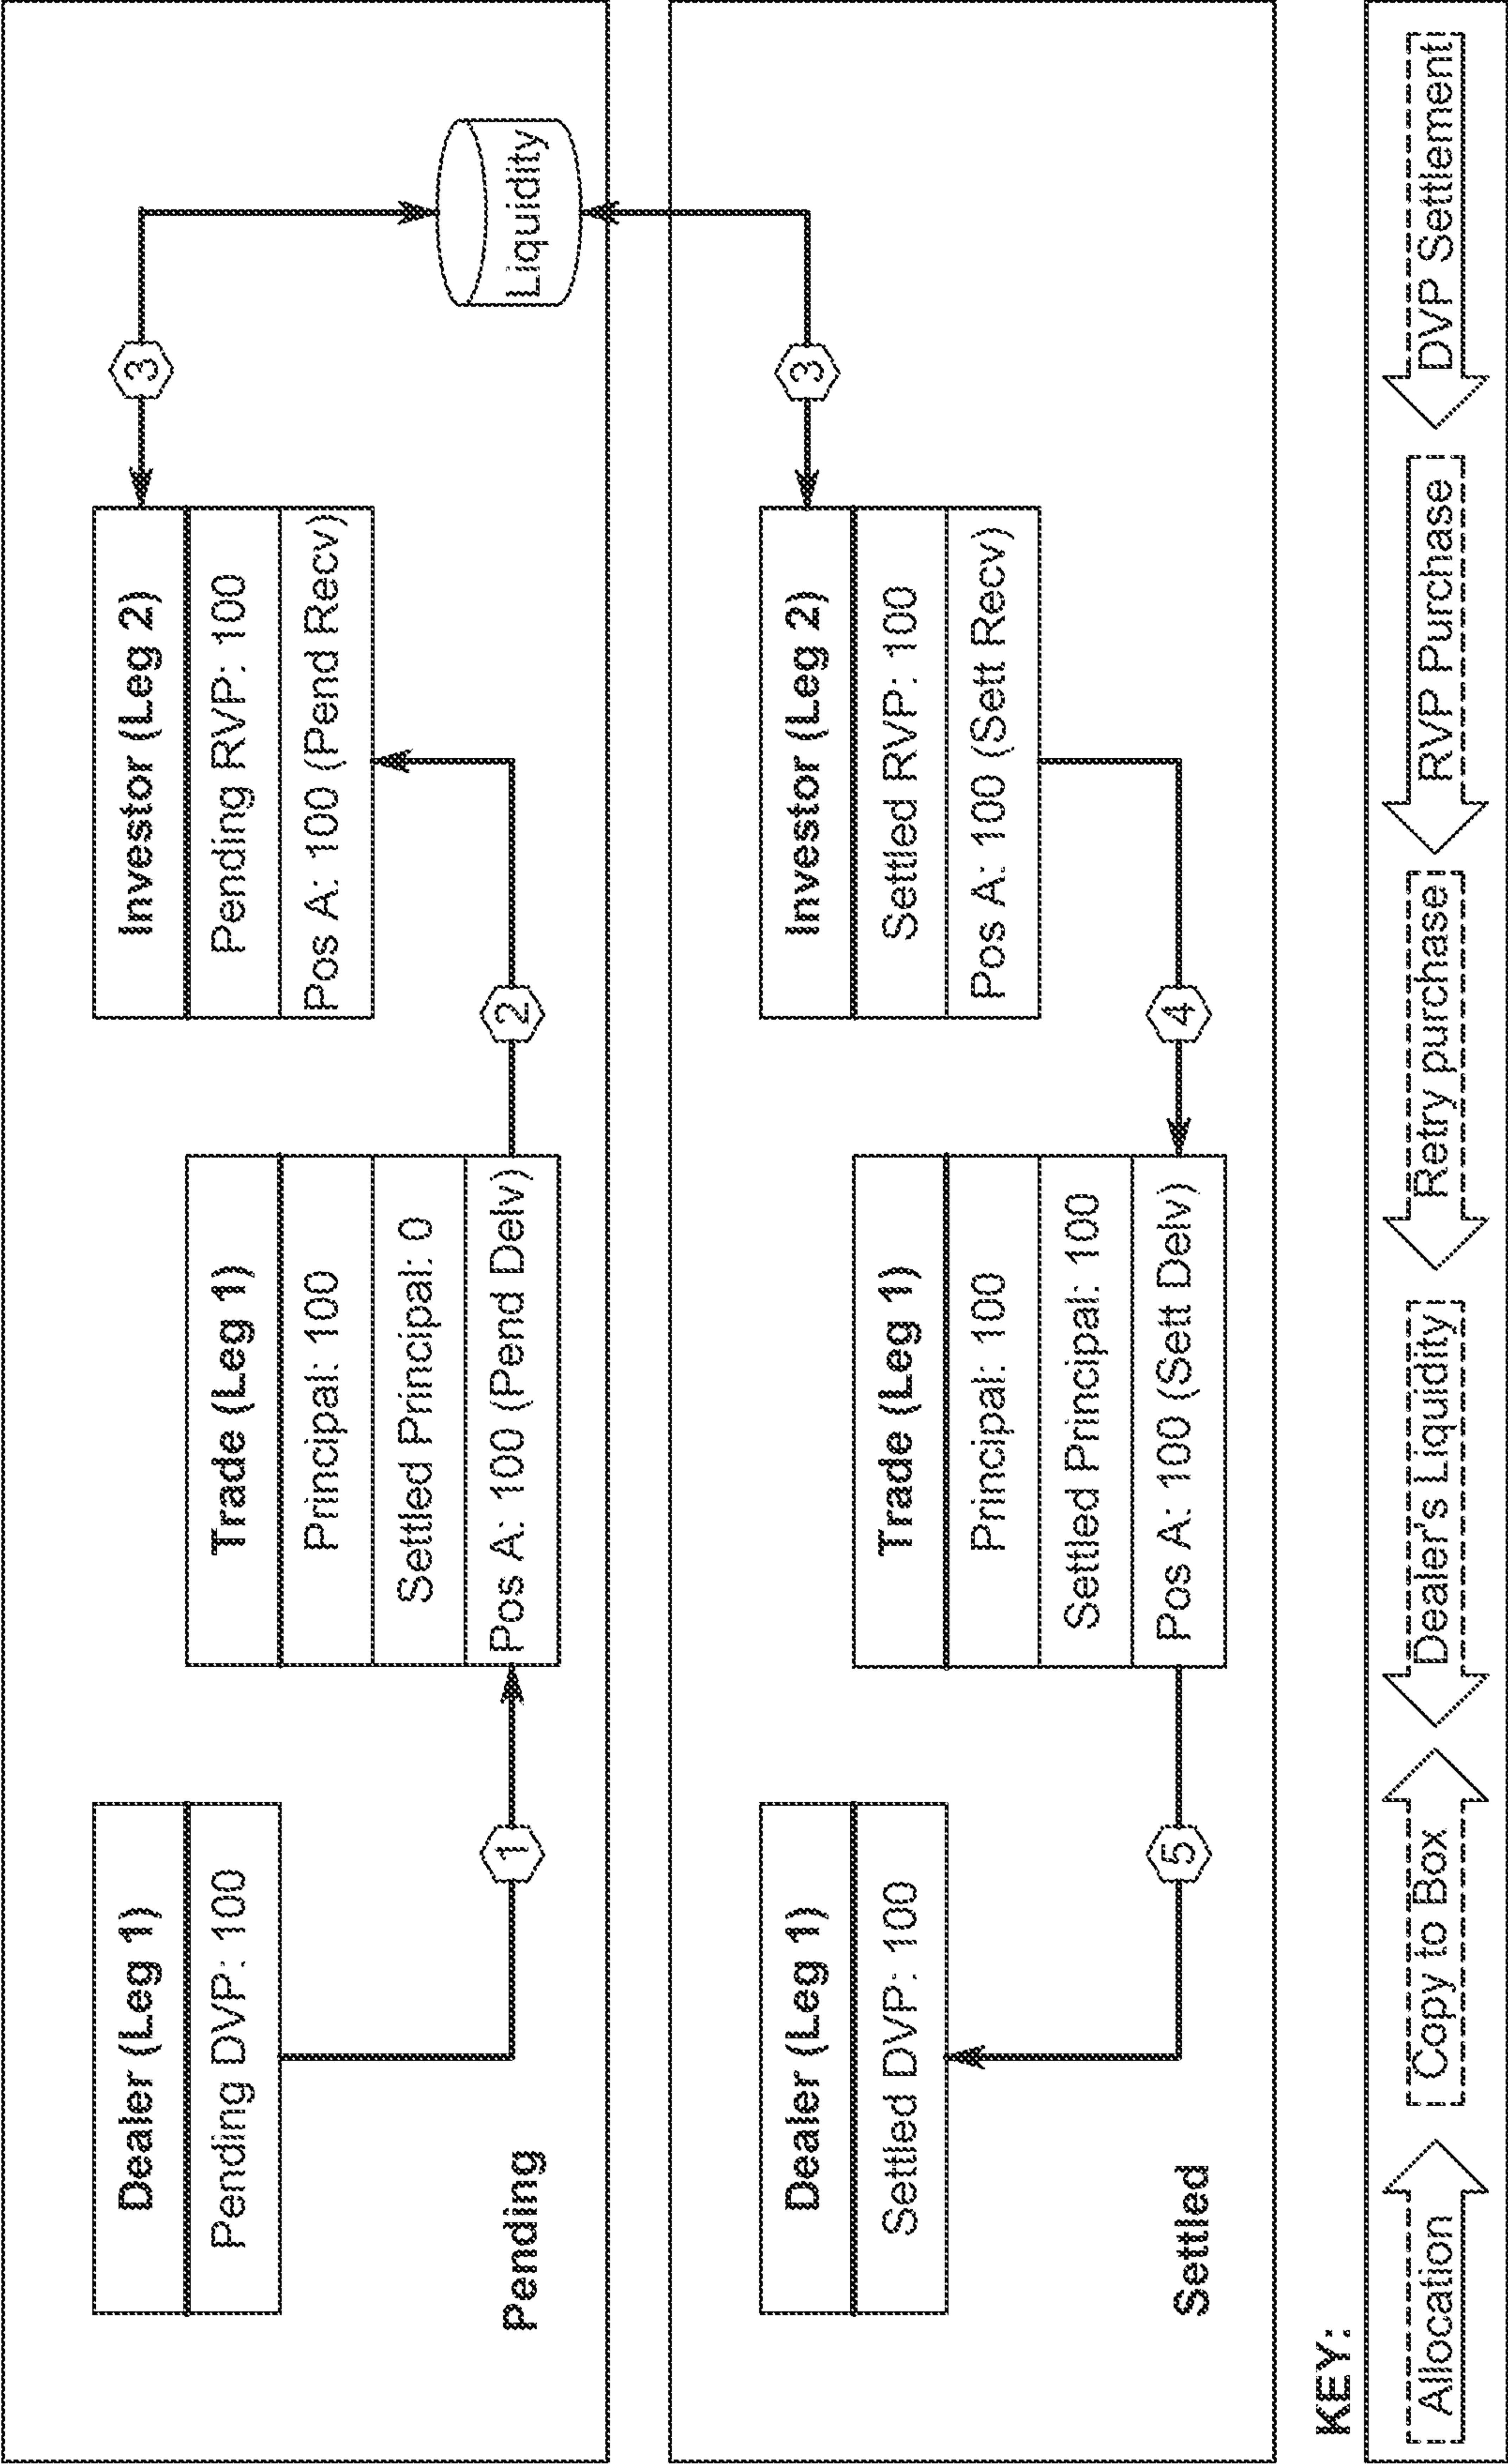 Dealer (Leg 1)
Pending DVP: 100
1
Trade (Leg 1)
Principal: 100
Settled Principal: 0
Pos A: 100 (Pend Delv)
2
Investor (Leg 2)
Pending RVP: 100
Pos A: 100 (Pend Recv)
3
Liquidity
Pending
Dealer (Leg 1)
Settled DVP: 100
5
Trade (Leg 1)
Principal: 100
Settled Principal: 100
Pos A: 100 (Sett Delv)
4
Investor (Leg 2)
Settled RVP: 100
Pos A: 100 (Sett Recv)
3
Settled
KEY:
Allocation
Copy to Box
Dealer's Liquidity
Retry purchase
RVP Purchase
DVP Settlement